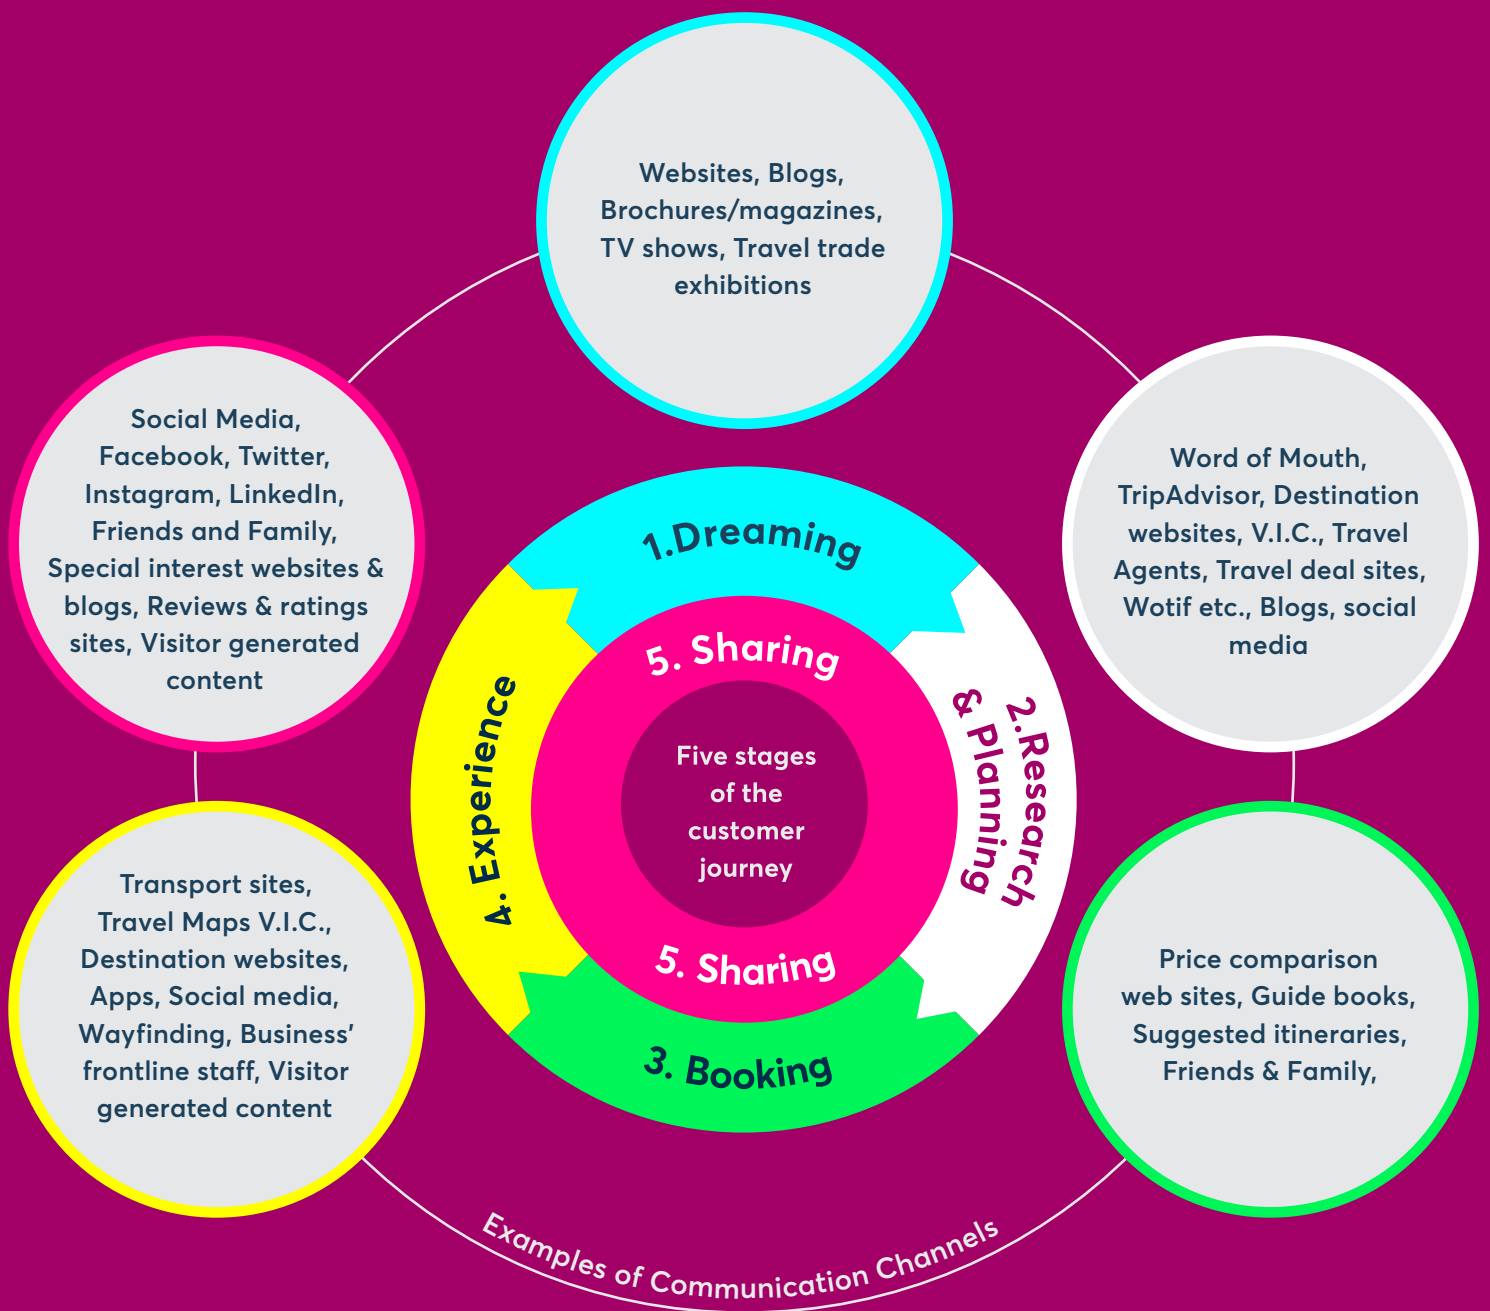 Websites, Blogs,
Brochures/magazines,
TV shows, Travel trade
exhibitions
Social Media,
Facebook, Twitter,
Instagram, LinkedIn,
Friends and Family,
Special interest websites &
blogs, Reviews & ratings
sites, Visitor generated
content
Word of Mouth,
TripAdvisor, Destination
websites, V.I.C., Travel
Agents, Travel deal sites,
Wotif etc., Blogs, social
media
1.Dreaming
2.Research
& Planning
3. Booking
4. Experience
5. Sharing
Five stages
of the
customer
journey
5. Sharing
Transport sites,
Travel Maps V.I.C.,
Destination websites,
Apps, Social media,
Wayfinding, Business'
frontline staff, Visitor
generated content
Price comparison
web sites, Guide books,
Suggested itineraries,
Friends & Family,
Examples of Communication Channels